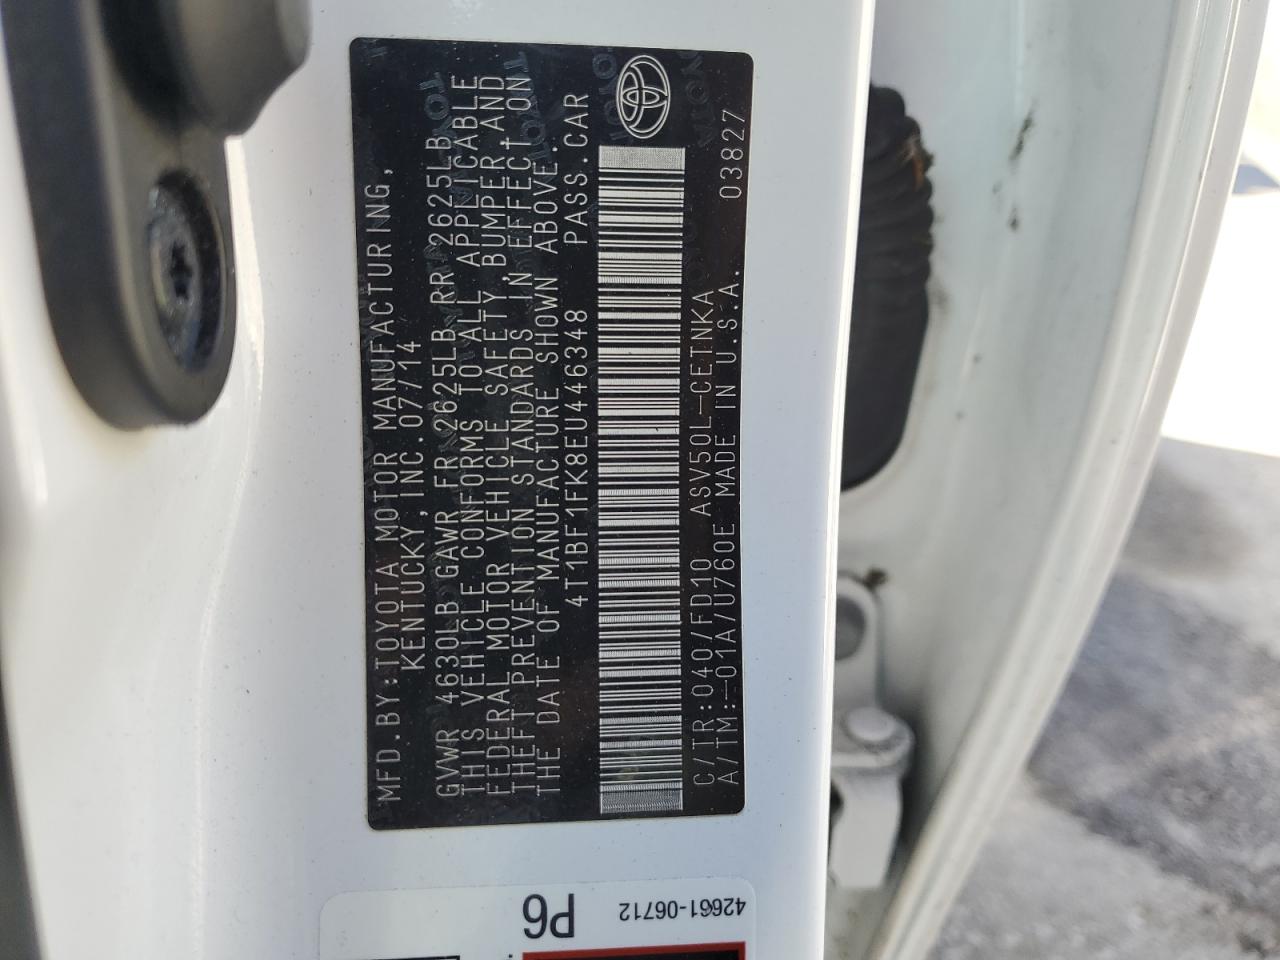 MFD.BY:TOYOTA MOTOR MANUFACTURING,
KENTUCKY,INC.07/14
GVWR 4630LB GAWR FR 2625LB RR 2625LB
THIS VEHICLE CONFORMS TO ALL APPLICABLE
FEDERAL MOTOR VEHICLE SAFETY,BUMPER,AND
THEFT PREVENTION STANDARDS IN EFFECT ON
THE DATE OF MANUFACTURE SHOWN ABOVE.
4T1BF1FK8EU446348 PASS.CAR
C/TR:040/FD10 ASV50L-CETNKA
A/TM:-01A/U760E MADE IN U.S.A. 03827
P6
42661-06712